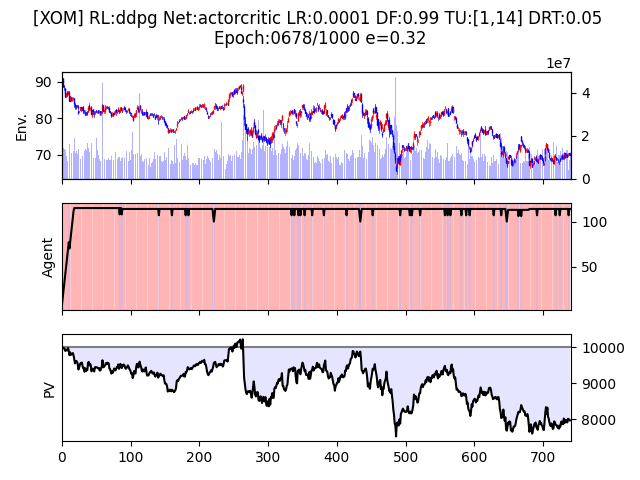 [XOM] RL:ddpg Net:actorcritic LR:0.0001 DF:0.99 TU:[1,14] DRT:0.05
Epoch:0678/1000 e=0.32
1e7
90
80
70
Env.
4
2
0
Agent
100
50
PV
10000
9000
8000
0 100 200 300 400 500 600 700